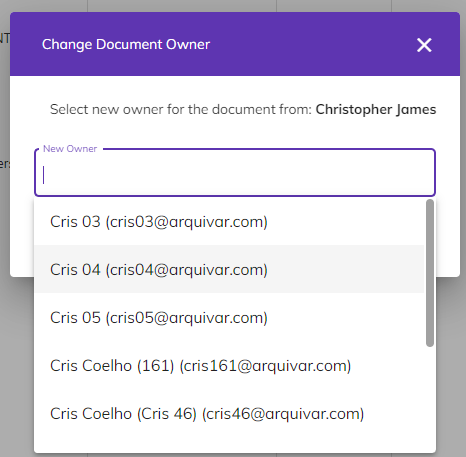 NT
Change Document Owner
Select new owner for the document from: Christopher James
ers
New Owner
Cris 03 (cris03@arquivar.com)
Cris 04 (cris04@arquivar.com)
Cris 05 (cris05@arquivar.com)
Cris Coelho (161) (cris161@arquivar.com)
Cris Coelho (Cris 46) (cris46@arquivar.com)